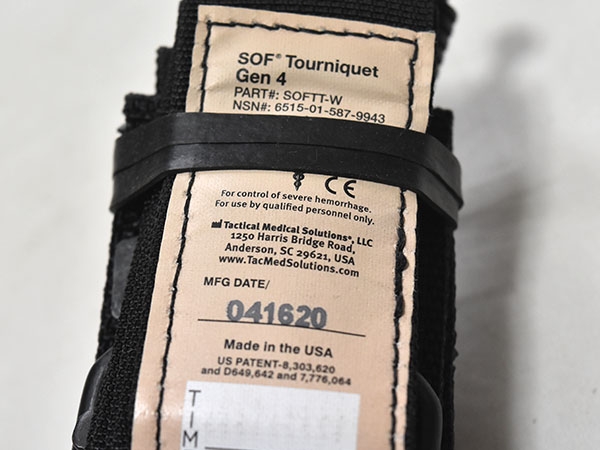 SOF® Tourniquet
Gen 4
PART#: SOFTT-W
NSN#: 6515-01-587-9943
CE
For control of severe hemorrhage.
For use by qualified personnel only.
Tactical Medical Solutions®, LLC
1250 Harris Bridge Road,
Anderson, SC 29621, USA
www.TacMedSolutions.com
MFG DATE/
041620
Made in the USA
US PATENT-8,303,620
and D649,642 and 7,776,064
TIM